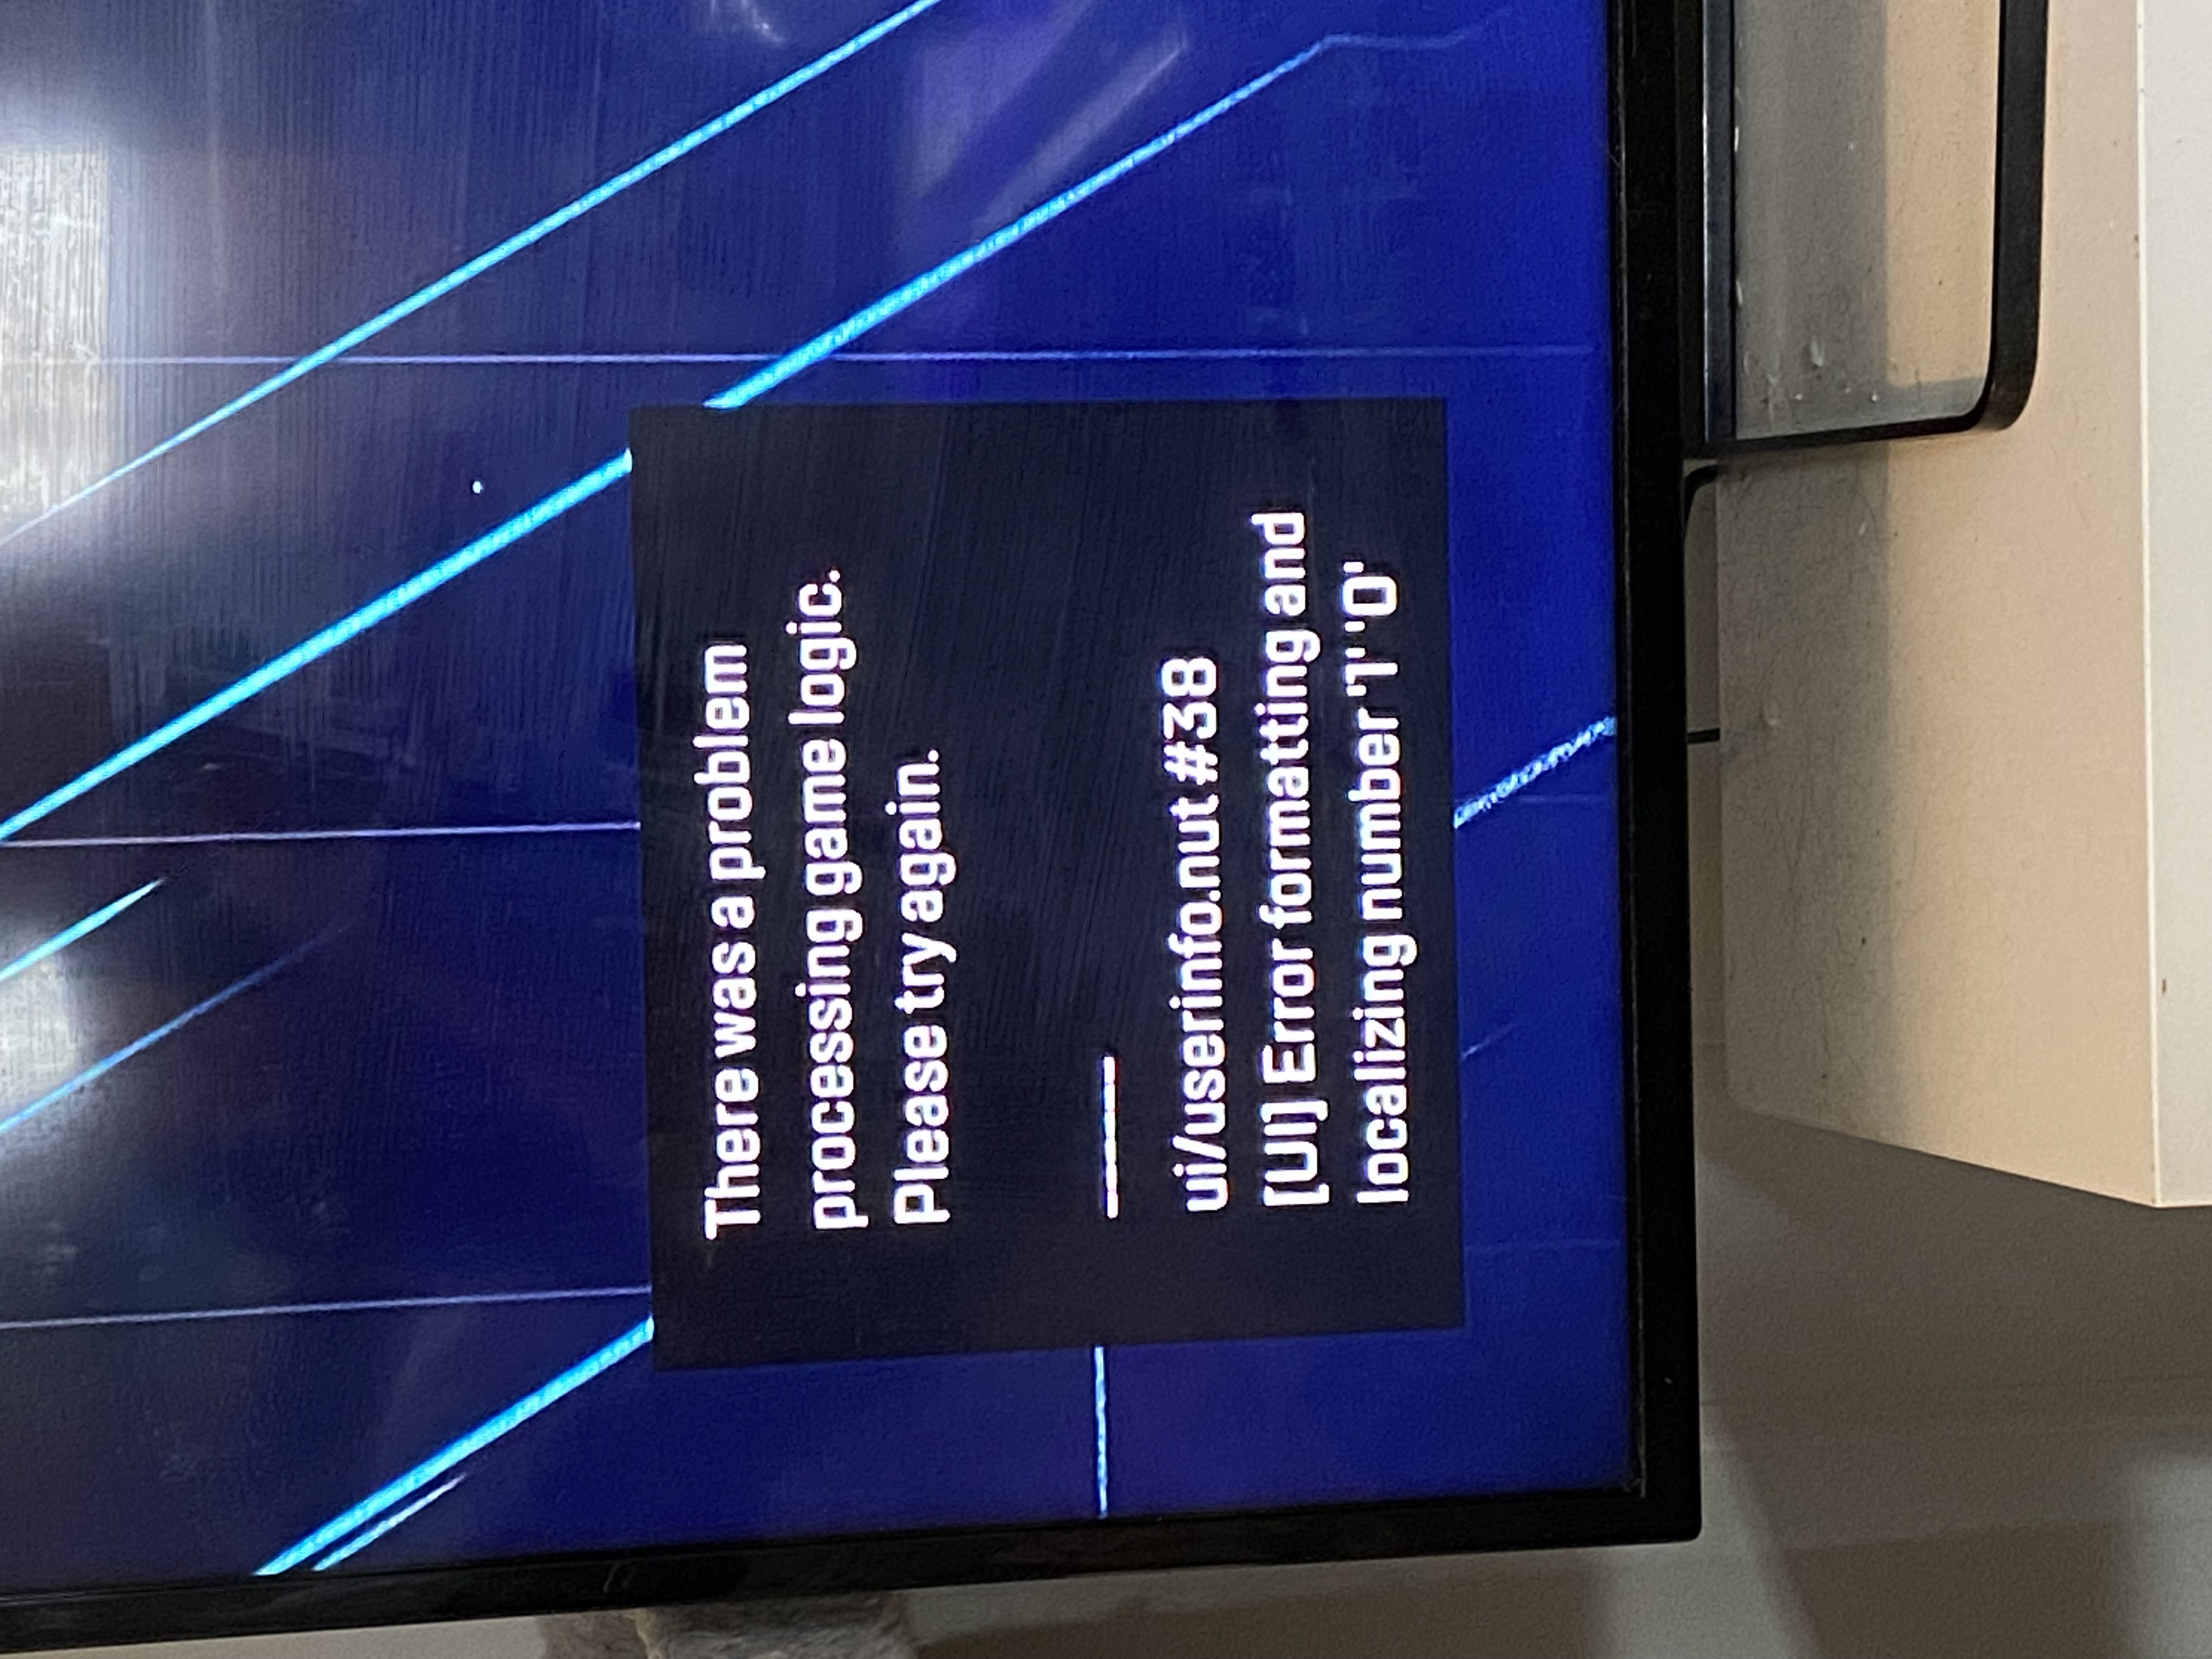 There was a problem
processing game logic.
Please try again.
ui/userinfo.nut #38
[UI] Error formatting and
localizing number '1' '0'